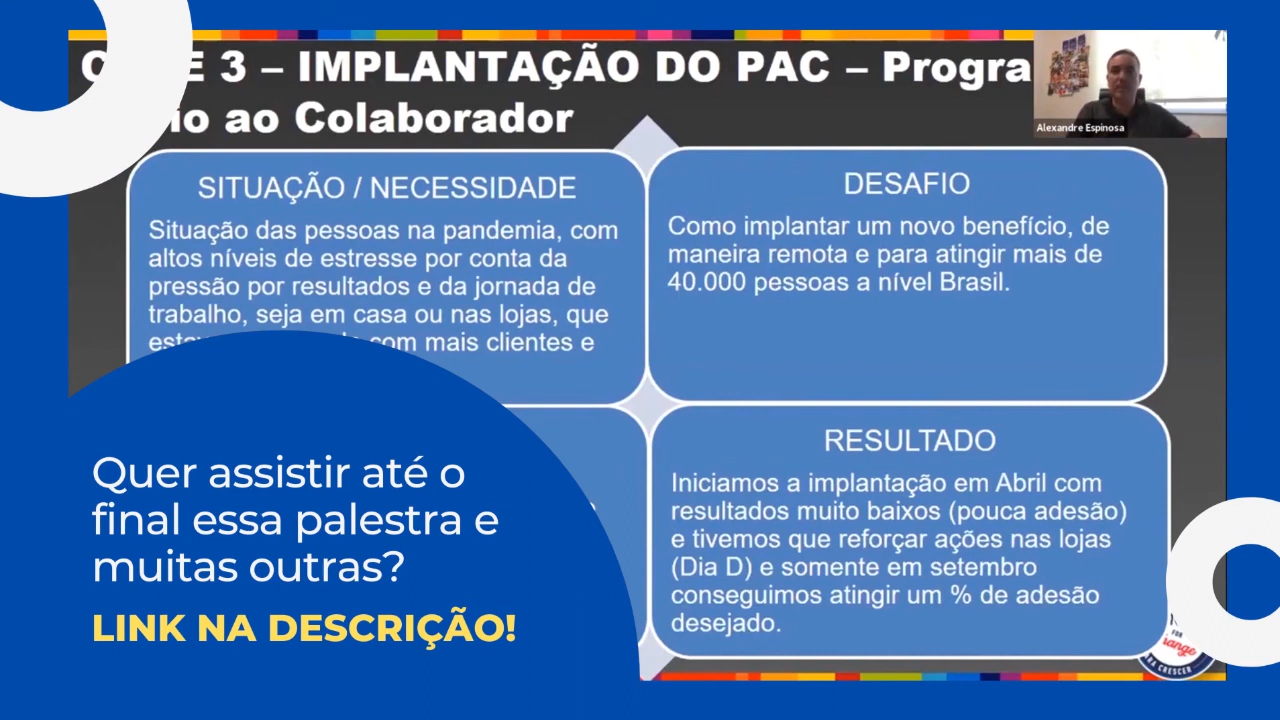 E 3 – IMPLANTAÇÃO DO PAC – Progra
io ao Colaborador
Alexandre Espinosa
SITUAÇÃO / NECESSIDADE
Situação das pessoas na pandemia, com
altos níveis de estresse por conta da
pressão por resultados e da jornada de
trabalho, seja em casa ou nas lojas, que
com mais clientes e
DESAFIO
Como implantar um novo benefício, de
maneira remota e para atingir mais de
40.000 pessoas a nível Brasil.
RESULTADO
Iniciamos a implantação em Abril com
resultados muito baixos (pouca adesão)
e tivemos que reforçar ações nas lojas
(Dia D) e somente em setembro
conseguimos atingir um % de adesão
desejado.
Quer assistir até o
final essa palestra e
muitas outras?
LINK NA DESCRIÇÃO!
FOR
CRESCER